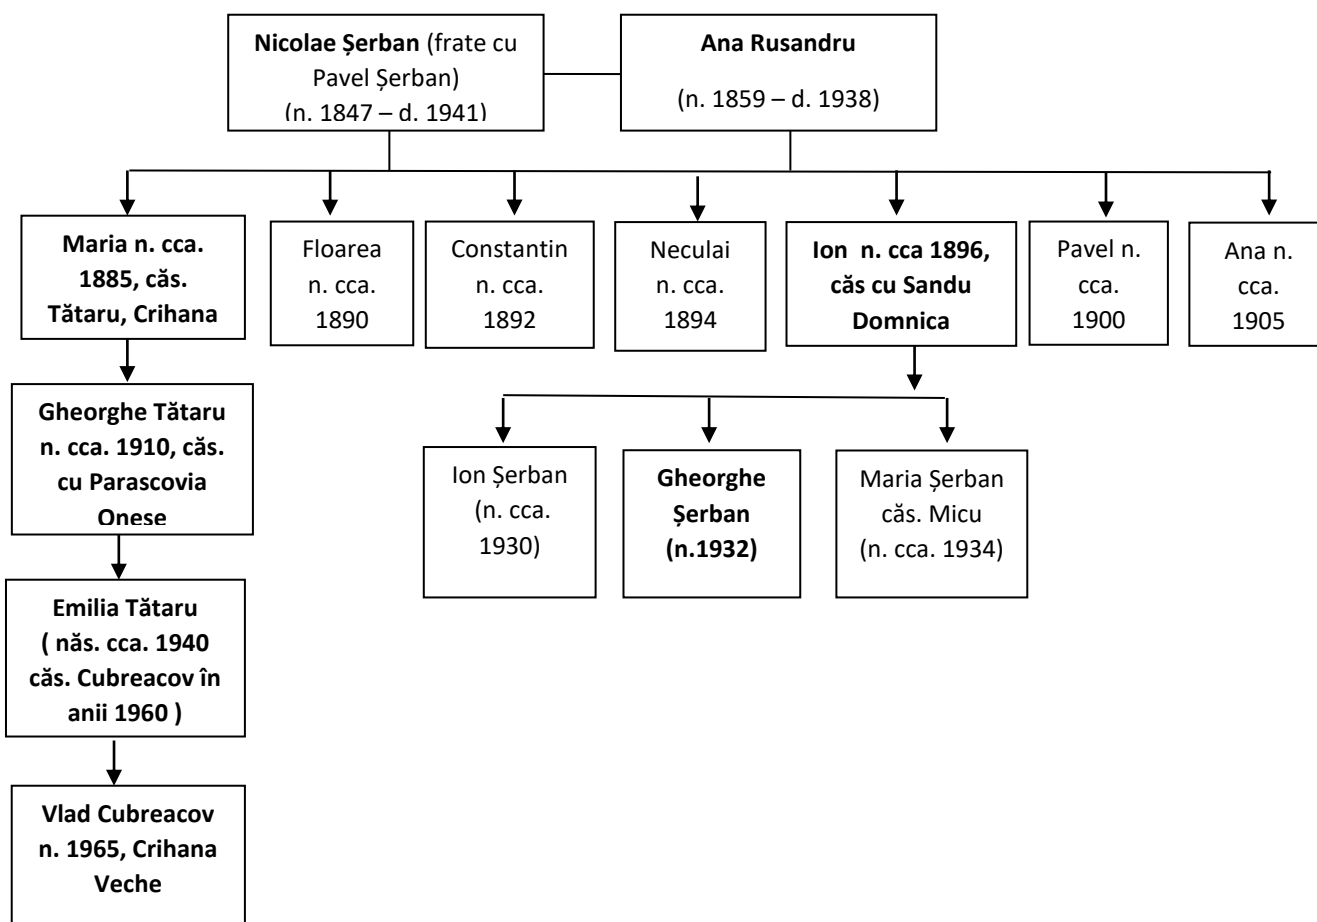 Nicolae Șerban (frate cu
Pavel Șerban)
(n. 1847 – d. 1941)
Ana Rusandru
(n. 1859 – d. 1938)
Maria n. cca.
1885, căs.
Tătaru, Crihana
Floarea
n. cca.
1890
Constantin
n. cca.
1892
Neculai
n. cca.
1894
Ion n. cca 1896,
căs cu Sandu
Domnica
Pavel n.
cca.
1900
Ana n.
cca.
1905
Gheorghe Tătaru
n. cca. 1910, căs.
cu Parascovia
Onese
Ion Șerban
(n. cca.
1930)
Gheorghe
Șerban
(n.1932)
Maria Șerban
căs. Micu
(n. cca. 1934)
Emilia Tătaru
( năs. cca. 1940
căs. Cubreacov în
anii 1960 )
Vlad Cubreacov
n. 1965, Crihana
Veche